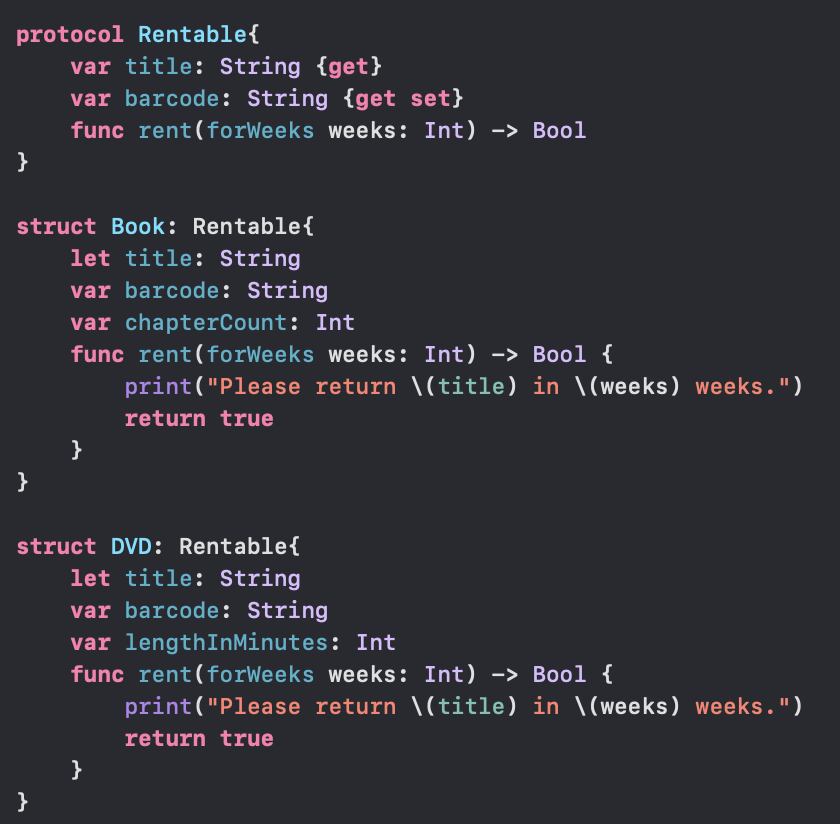 protocol Rentable{
    var title: String {get}
    var barcode: String {get set}
    func rent(forWeeks weeks: Int) -> Bool
}

struct Book: Rentable{
    let title: String
    var barcode: String
    var chapterCount: Int
    func rent(forWeeks weeks: Int) -> Bool {
        print("Please return \(title) in \(weeks) weeks.")
        return true
    }
}

struct DVD: Rentable{
    let title: String
    var barcode: String
    var lengthInMinutes: Int
    func rent(forWeeks weeks: Int) -> Bool {
        print("Please return \(title) in \(weeks) weeks.")
        return true
    }
}